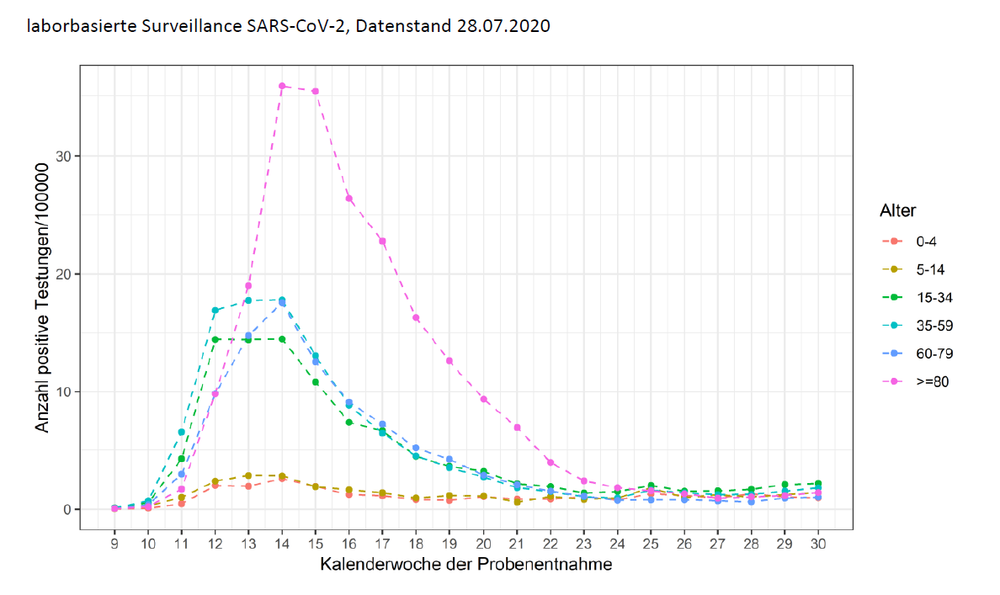 laborbasierte Surveillance SARS-CoV-2, Datenstand 28.07.2020
Anzahl positive Testungen/100000
30
20
10
0
9 10 11 12 13 14 15 16 17 18 19 20 21 22 23 24 25 26 27 28 29 30
Kalenderwoche der Probenentnahme
Alter
0-4
5-14
15-34
35-59
60-79
>=80